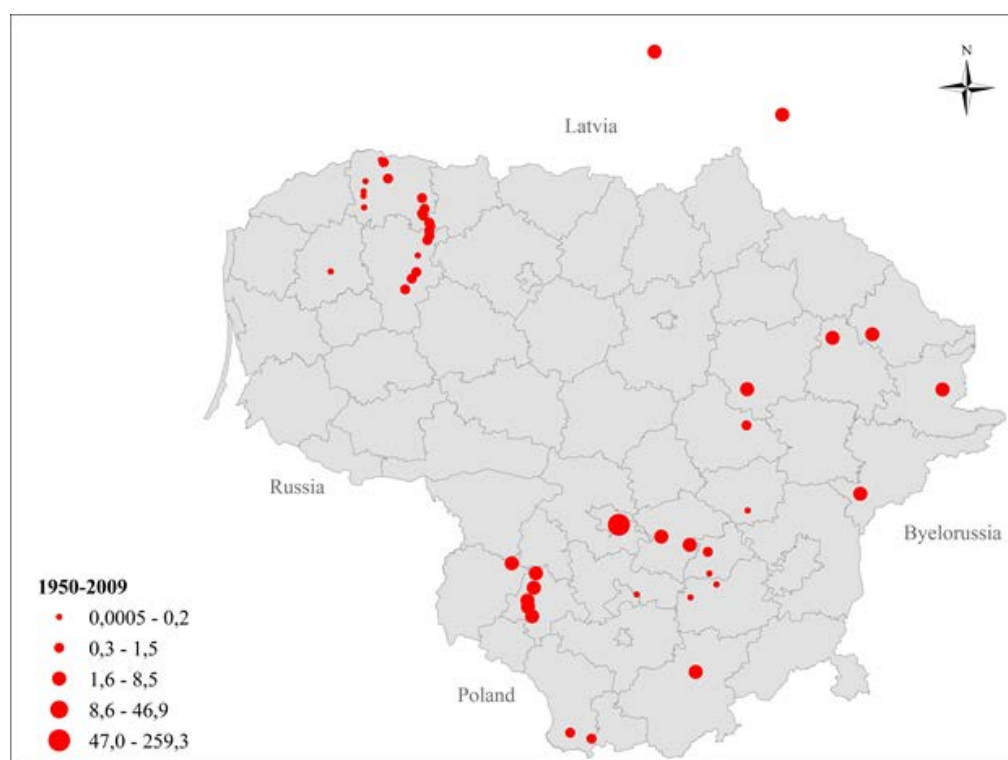 N
Latvia
Russia
Byelorussia
Poland
1950-2009
0,0005 - 0,2
0,3 - 1,5
1,6 - 8,5
8,6 - 46,9
47,0 - 259,3